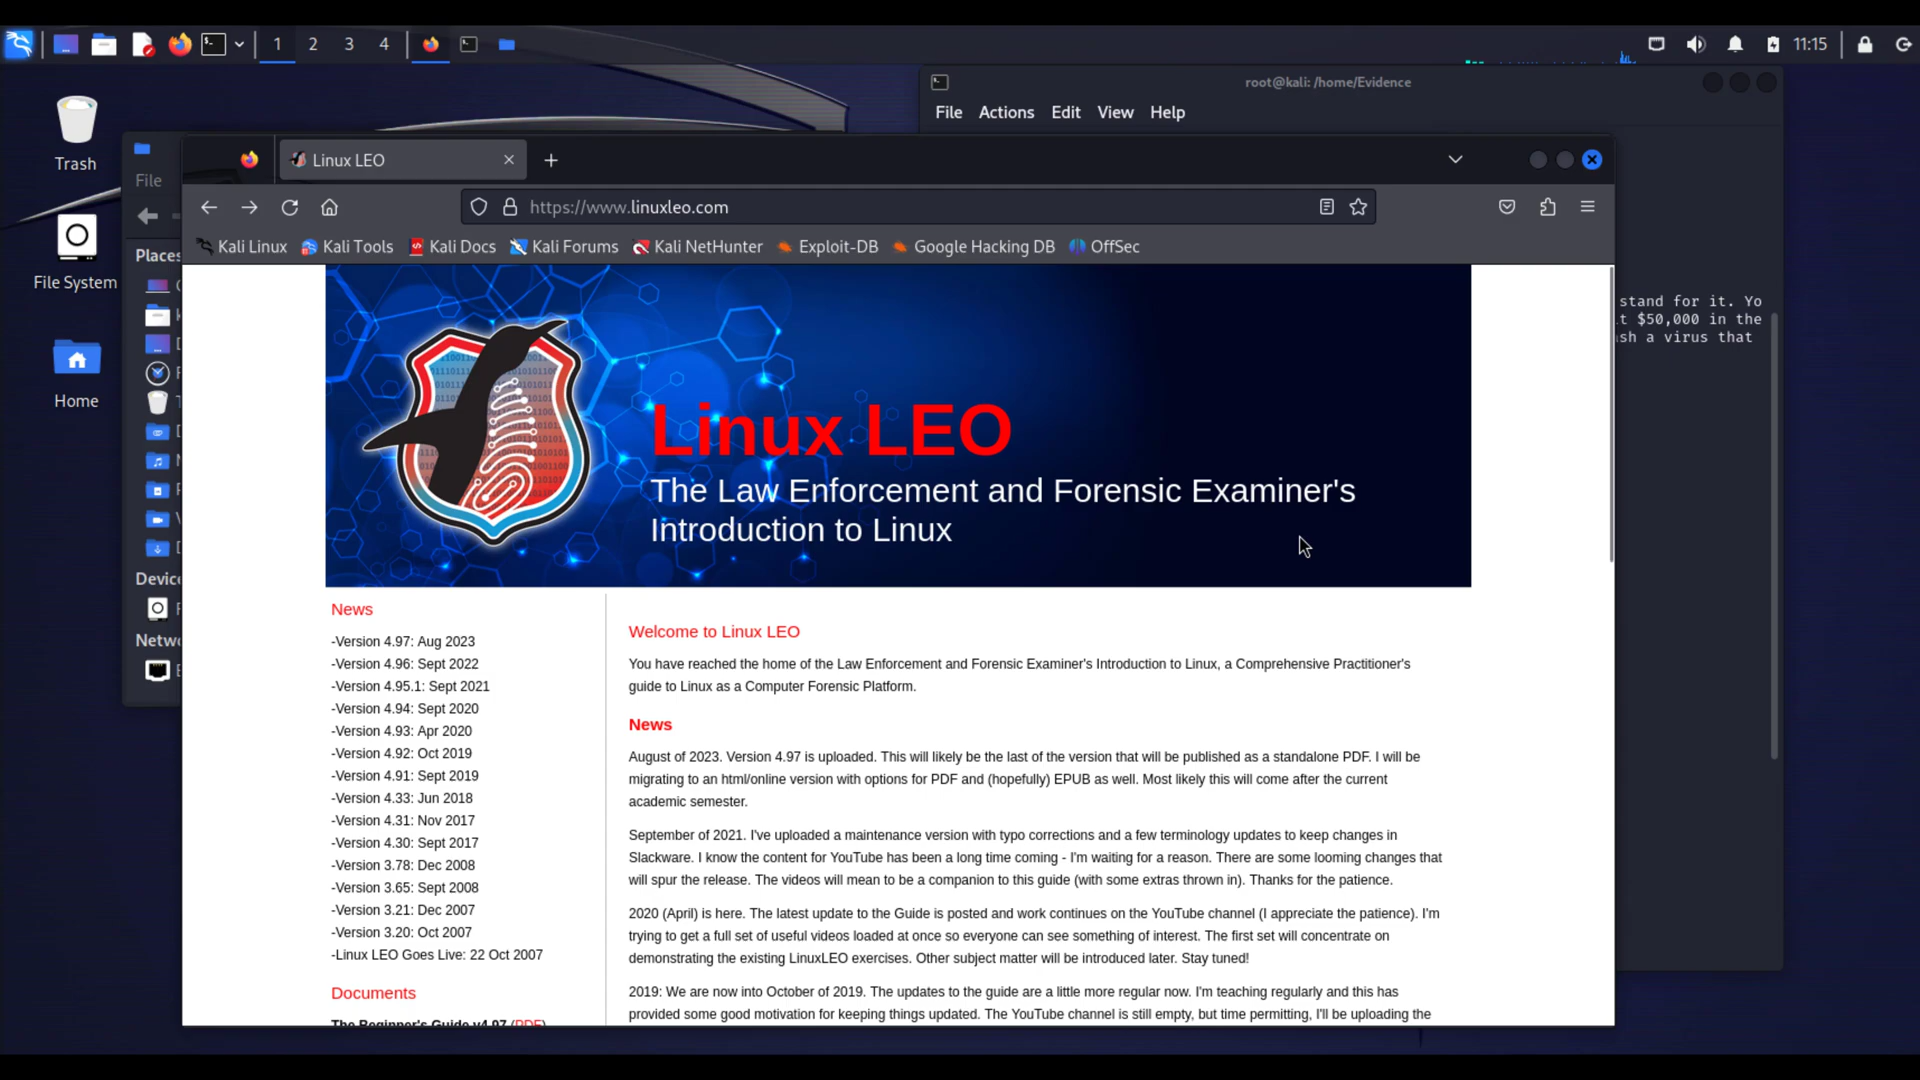 1 2 3 4
11:15
Trash
File System
Home
root@kali: /home/Evidence
File Actions Edit View Help
stand for it. Yo
$50,000 in the
a virus that
File
Places
Linux LEO
https://www.linuxleo.com
Kali Linux Kali Tools Kali Docs Kali Forums Kali NetHunter Exploit-DB Google Hacking DB OffSec
Linux LEO
The Law Enforcement and Forensic Examiner's
Introduction to Linux
News
-Version 4.97: Aug 2023
-Version 4.96: Sept 2022
-Version 4.95.1: Sept 2021
-Version 4.94: Sept 2020
-Version 4.93: Apr 2020
-Version 4.92: Oct 2019
-Version 4.91: Sept 2019
-Version 4.33: Jun 2018
-Version 4.31: Nov 2017
-Version 4.30: Sept 2017
-Version 3.78: Dec 2008
-Version 3.65: Sept 2008
-Version 3.21: Dec 2007
-Version 3.20: Oct 2007
-Linux LEO Goes Live: 22 Oct 2007
Documents
The Beginner's Guide v4.97 (PDF)
Welcome to Linux LEO
You have reached the home of the Law Enforcement and Forensic Examiner's Introduction to Linux, a Comprehensive Practitioner's
guide to Linux as a Computer Forensic Platform.
News
August of 2023. Version 4.97 is uploaded. This will likely be the last of the version that will be published as a standalone PDF. I will be
migrating to an html/online version with options for PDF and (hopefully) EPUB as well. Most likely this will come after the current
academic semester.
September of 2021. I've uploaded a maintenance version with typo corrections and a few terminology updates to keep changes in
Slackware. I know the content for YouTube has been a long time coming - I'm waiting for a reason. There are some looming changes that
will spur the release. The videos will mean to be a companion to this guide (with some extras thrown in). Thanks for the patience.
2020 (April) is here. The latest update to the Guide is posted and work continues on the YouTube channel (I appreciate the patience). I'm
trying to get a full set of useful videos loaded at once so everyone can see something of interest. The first set will concentrate on
demonstrating the existing LinuxLEO exercises. Other subject matter will be introduced later. Stay tuned!
2019: We are now into October of 2019. The updates to the guide are a little more regular now. I'm teaching regularly and this has
provided some good motivation for keeping things updated. The YouTube channel is still empty, but time permitting, I'll be uploading the